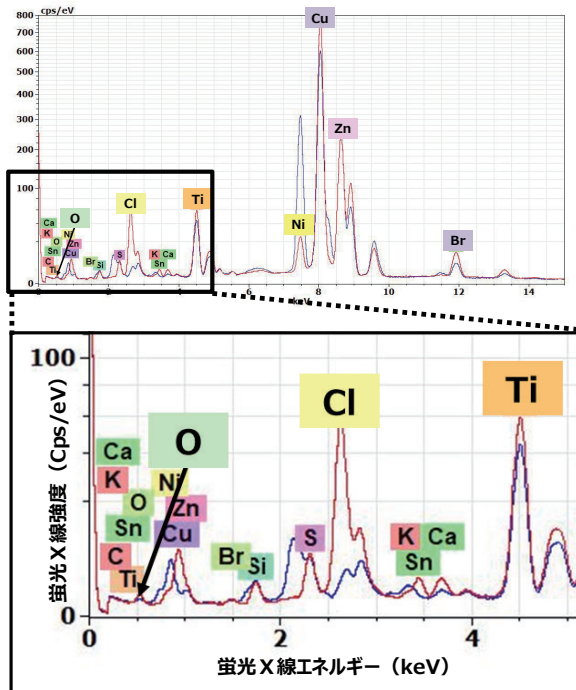 cps/eV
800
700
600
500
400
300
200
100
0
Cu
Zn
Ni
Br
Ti
Cl
O
Ca
K
O Ni
Zn
Sn Cu
C Ti
Br Si
S
K Ca
Sn
0 2 4 6 8 10 12 14
keV
100
0
蛍光X線強度（Cps/eV）
Ca
K
O
Sn
C
Ti
O
Ni
Zn
Cu
Br
Si
S
Cl
K
Ca
Sn
Ti
0 2 4
蛍光X線エネルギー（keV）